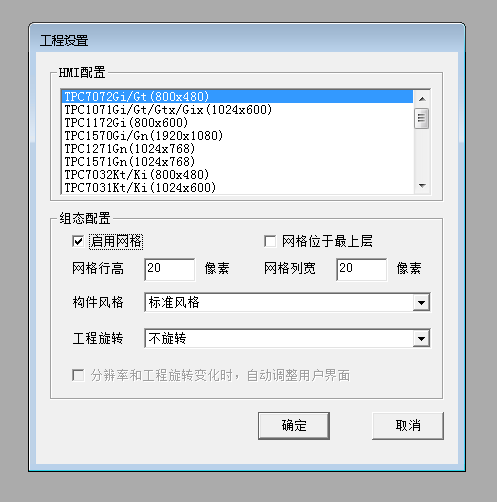 工程设置
HMI配置
TPC7072Gi/Gt(800x480)
TPC1071Gi/Gt/Gtx/Gix(1024x600)
TPC1172Gi(800x600)
TPC1570Gi/Gn(1920x1080)
TPC1271Gn(1024x768)
TPC1571Gn(1024x768)
TPC7032Kt/Ki(800x480)
TPC7031Kt/Ki(1024x600)
组态配置
启用网格 网格位于最上层
网格行高 20 像素 网格列宽 20 像素
构件风格 标准风格
工程旋转 不旋转
分辨率和工程旋转变化时，自动调整用户界面
确定 取消